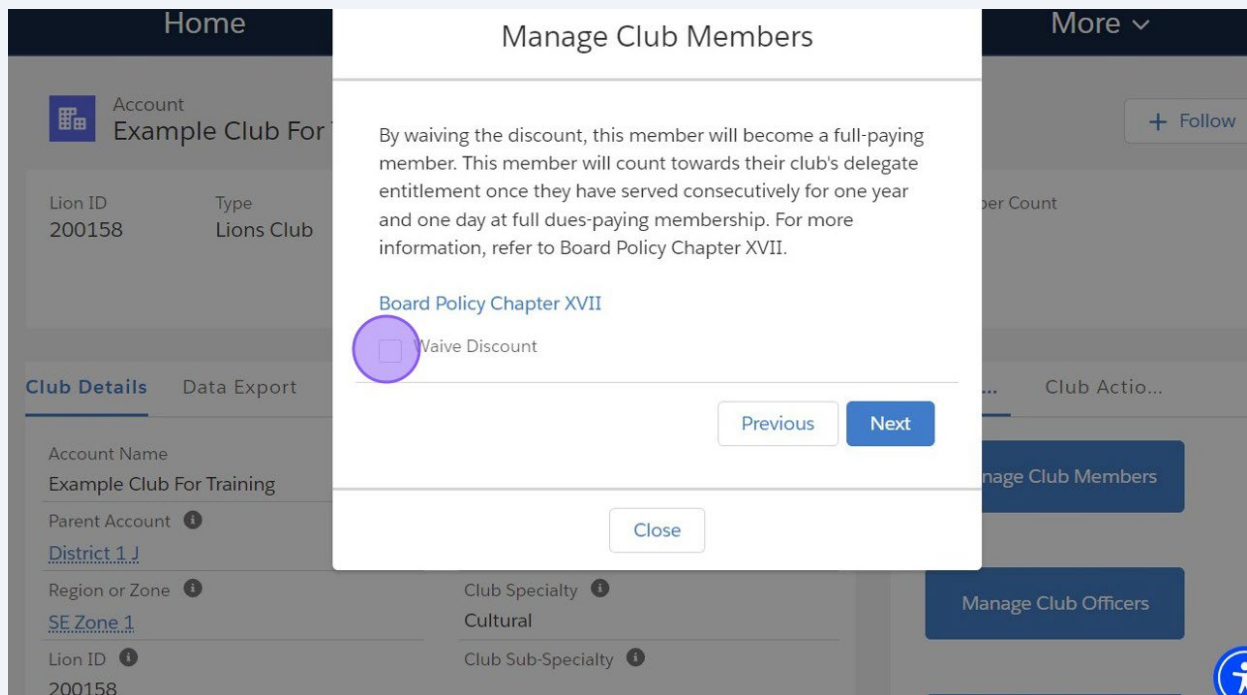 Home
Manage Club Members
More
Account
Example Club For
+ Follow
By waiving the discount, this member will become a full-paying
member. This member will count towards their club's delegate
entitlement once they have served consecutively for one year
and one day at full dues-paying membership. For more
information, refer to Board Policy Chapter XVII.
Lion ID
200158
Type
Lions Club
ber Count
Board Policy Chapter XVII
Waive Discount
Club Details
Data Export
...
Club Actio...
Previous
Next
Account Name
Example Club For Training
nage Club Members
Parent Account
District 1 J
Close
Region or Zone
SE Zone 1
Club Specialty
Cultural
Manage Club Officers
Lion ID
200158
Club Sub-Specialty